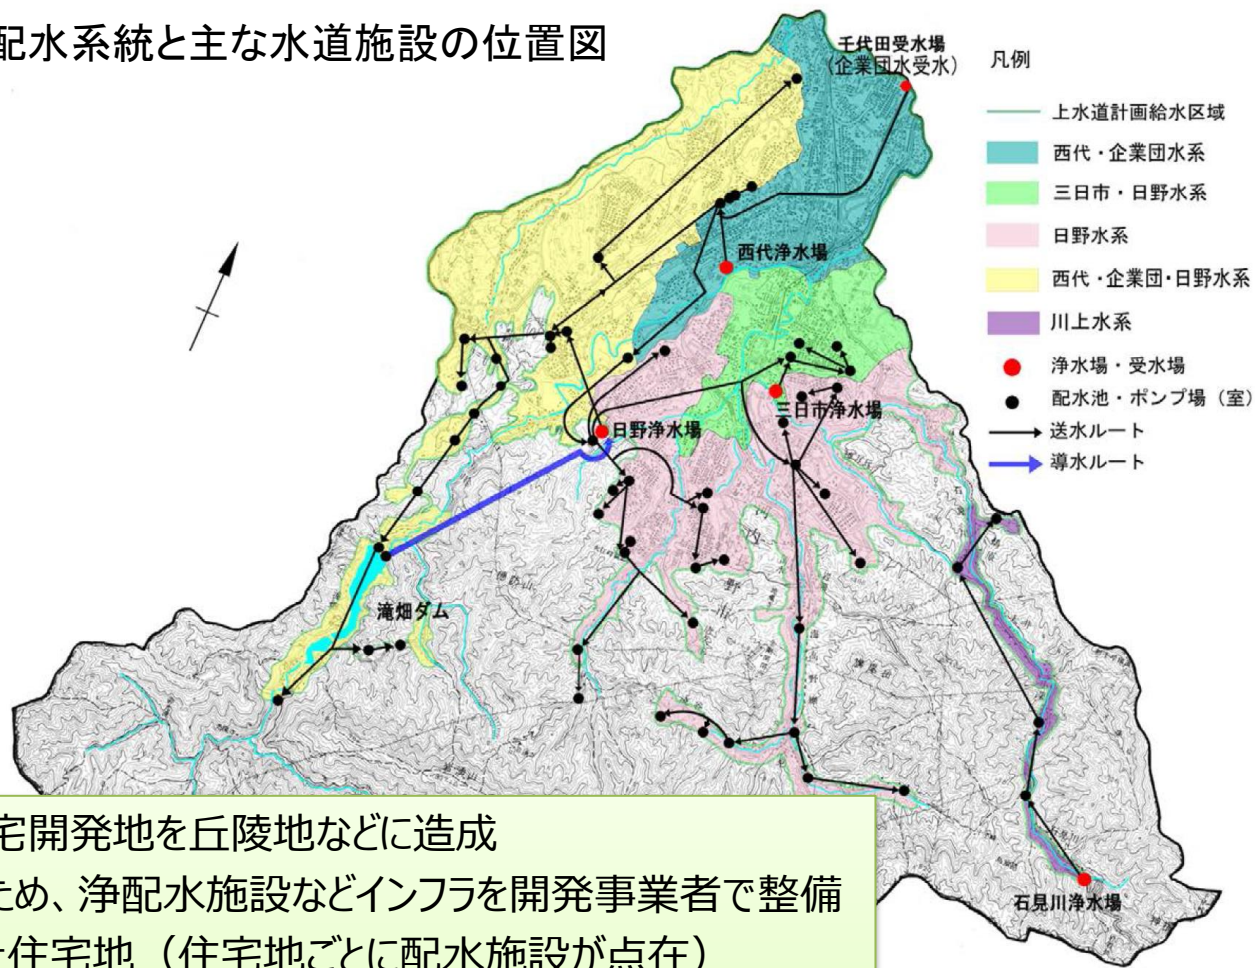 配水系統と主な水道施設の位置図
千代田受水場
（企業団水受水）
凡例
上水道計画給水区域
西代・企業団水系
三日市・日野水系
日野水系
西代・企業団・日野水系
川上水系
浄水場・受水場
配水池・ポンプ場（室）
送水ルート
導水ルート
西代浄水場
三日市浄水場
日野浄水場
滝畑ダム
石見川浄水場
宅開発地を丘陵地などに造成
ため、浄配水施設などインフラを開発事業者で整備
住宅地（住宅地ごとに配水施設が点在）